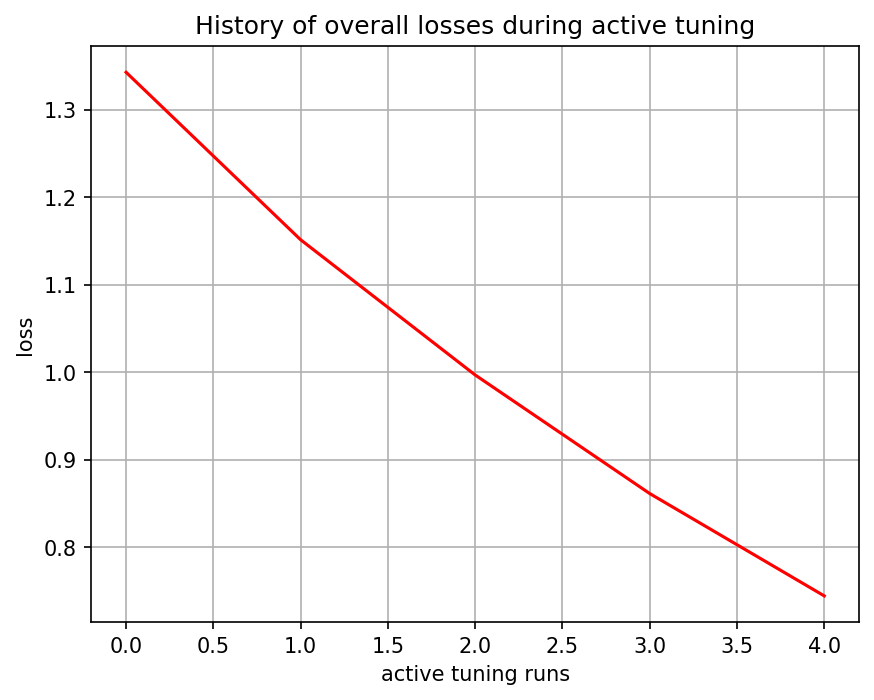 History of overall losses during active tuning
1.3
1.2
1.1
1.0
0.9
0.8
loss
0.0 0.5 1.0 1.5 2.0 2.5 3.0 3.5 4.0
active tuning runs